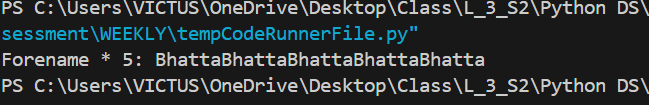 PS C:\Users\VICTUS\OneDrive\Desktop\Class\L_3_S2\Python DS\
sessment\WEEKLY\tempCodeRunnerFile.py"
Forename * 5: BhattaBhattaBhattaBhattaBhatta
PS C:\Users\VICTUS\OneDrive\Desktop\Class\L_3_S2\Python DS\